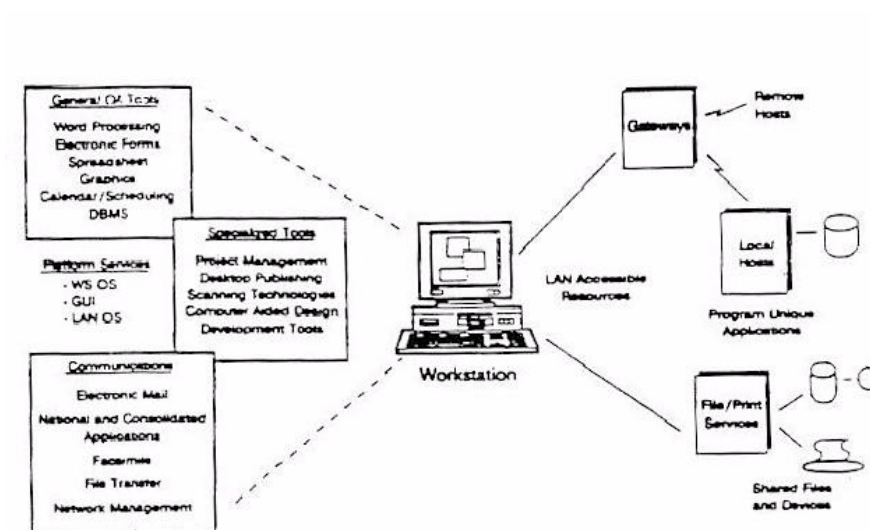 General OA Tools
Word Processing
Electronic Forms
Spreadsheet
Graphics
Calendar/Scheduling
DBMS
Specialized Tools
Project Management
Desktop Publishing
Scanning Technologies
Computer Aided Design
Development Tools
Platform Services
- WS OS
- GUI
- LAN OS
Communications
Electronic Mail
National and Consolidated
Applications
Facsimile
File Transfer
Network Management
Workstation
LAN Accessible
Resources
Gateways
Remote
Hosts
Local
Hosts
Program Unique
Applications
File/Print
Services
Shared Files
and Devices